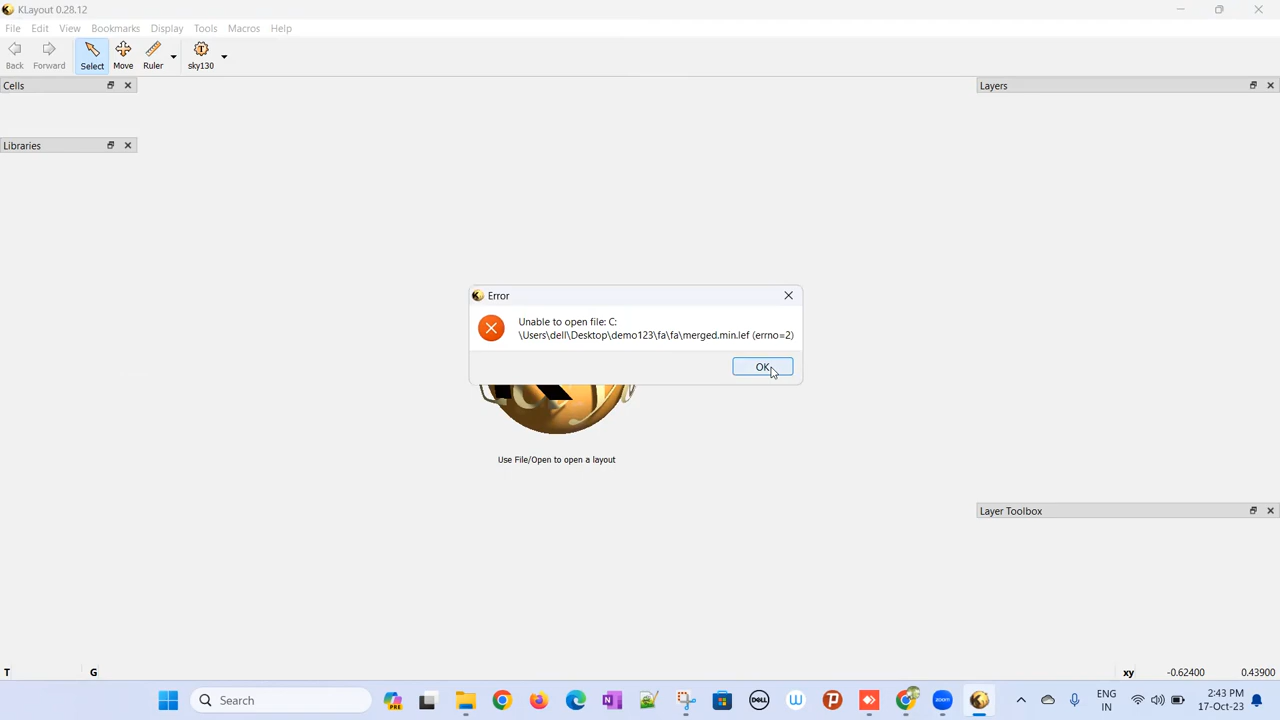 KLayout 0.28.12
File Edit View Bookmarks Display Tools Macros Help
Back Forward Select Move Ruler sky130
Cells
Layers
Libraries
Error
Unable to open file: C:
\Users\dell\Desktop\demo123\fa\fa\merged.min.lef (errno=2)
OK
Use File/Open to open a layout
Layer Toolbox
T G xy -0.62400 0.43900
Search
PRE
DELL
ENG
IN
2:43 PM
17-Oct-23